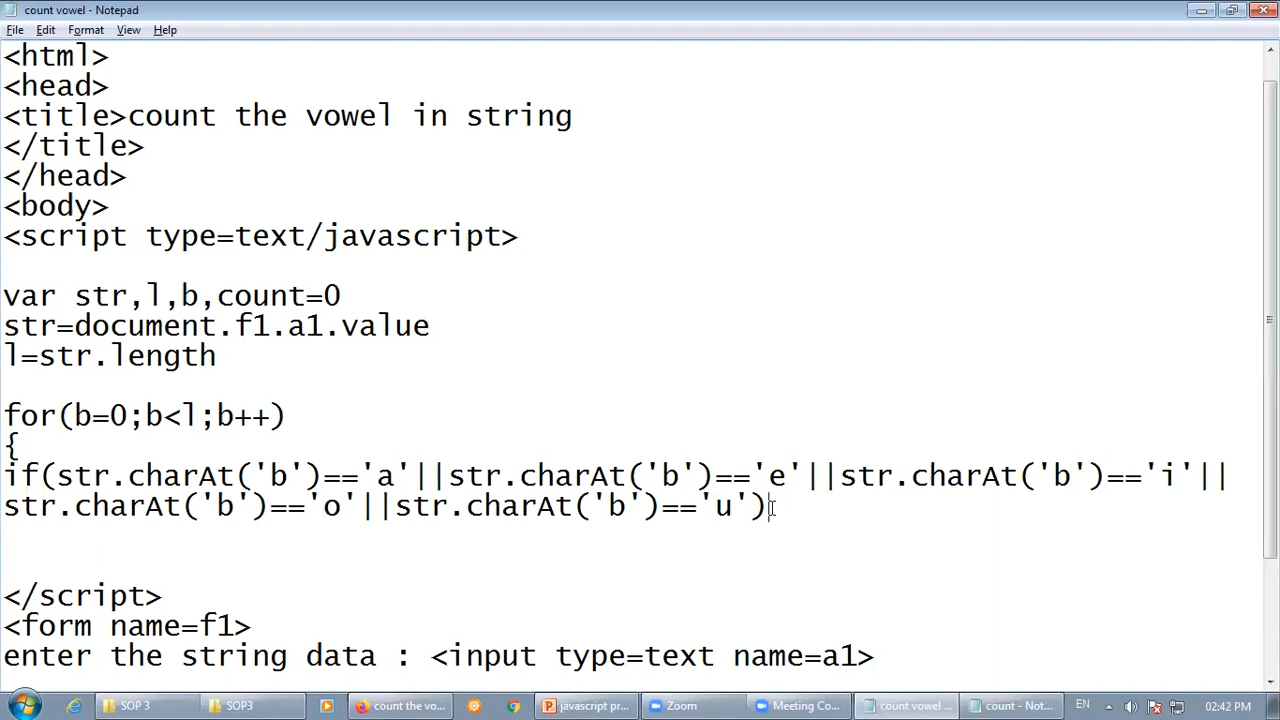 count vowel - Notepad
File Edit Format View Help
<html>
<head>
<title>count the vowel in string
</title>
</head>
<body>
<script type=text/javascript>
var str,l,b,count=0
str=document.f1.a1.value
l=str.length
for(b=0;b<l;b++)
{
if(str.charAt('b')=='a'||str.charAt('b')=='e'||str.charAt('b')=='i'||
str.charAt('b')=='o'||str.charAt('b')=='u')
</script>
<form name=f1>
enter the string data : <input type=text name=a1>
SOP 3 SOP3 count the vo... javascript pr... Zoom Meeting Co... count vowel ... count - Not... EN 02:42 PM